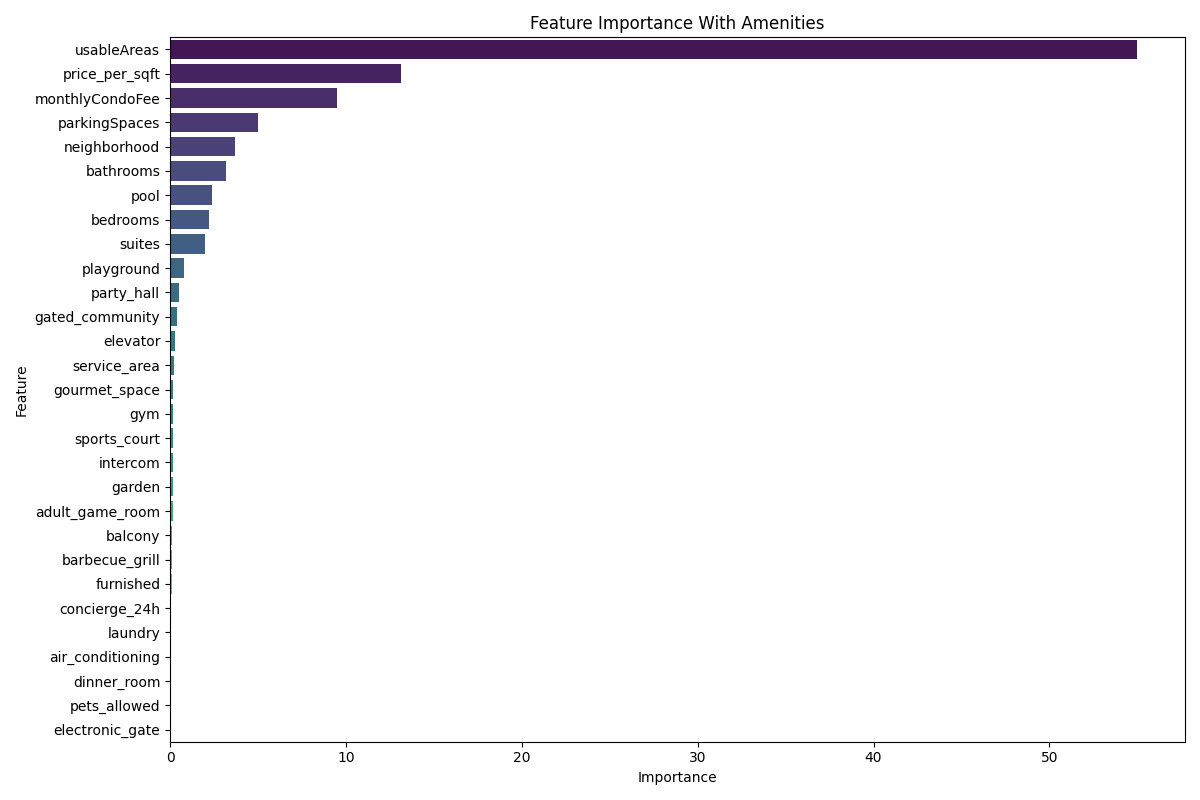 Feature Importance With Amenities
usableAreas
price_per_sqft
monthlyCondoFee
parkingSpaces
neighborhood
bathrooms
pool
bedrooms
suites
playground
party_hall
gated_community
elevator
service_area
gourmet_space
gym
sports_court
intercom
garden
adult_game_room
balcony
barbecue_grill
furnished
concierge_24h
laundry
air_conditioning
dinner_room
pets_allowed
electronic_gate
Feature
0 10 20 30 40 50
Importance